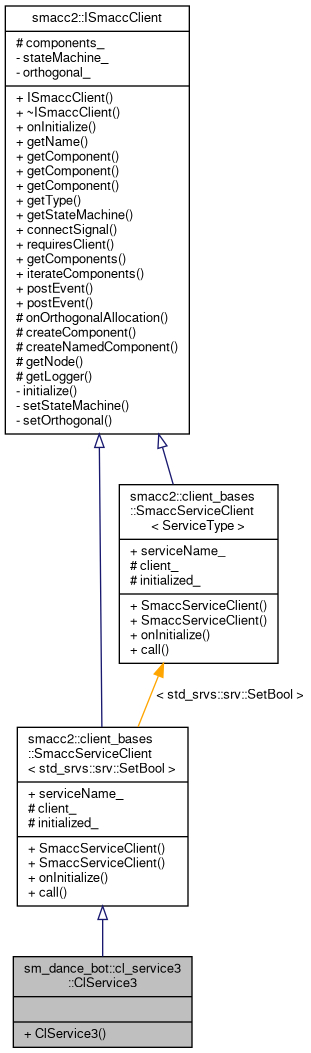 smacc2::ISmaccClient
# components_
- stateMachine_
- orthogonal_
+ ISmaccClient()
+ ~ISmaccClient()
+ onInitialize()
+ getName()
+ getComponent()
+ getComponent()
+ getComponent()
+ getType()
+ getStateMachine()
+ connectSignal()
+ requiresClient()
+ getComponents()
+ iterateComponents()
+ postEvent()
+ postEvent()
# onOrthogonalAllocation()
# createComponent()
# createNamedComponent()
# getNode()
# getLogger()
- initialize()
- setStateMachine()
- setOrthogonal()
smacc2::client_bases
::SmaccServiceClient
< ServiceType >
+ serviceName_
# client_
# initialized_
+ SmaccServiceClient()
+ SmaccServiceClient()
+ onInitialize()
+ call()
< std_srvs::srv::SetBool >
smacc2::client_bases
::SmaccServiceClient
< std_srvs::srv::SetBool >
+ serviceName_
# client_
# initialized_
+ SmaccServiceClient()
+ SmaccServiceClient()
+ onInitialize()
+ call()
sm_dance_bot::cl_service3
::ClService3
+ ClService3()